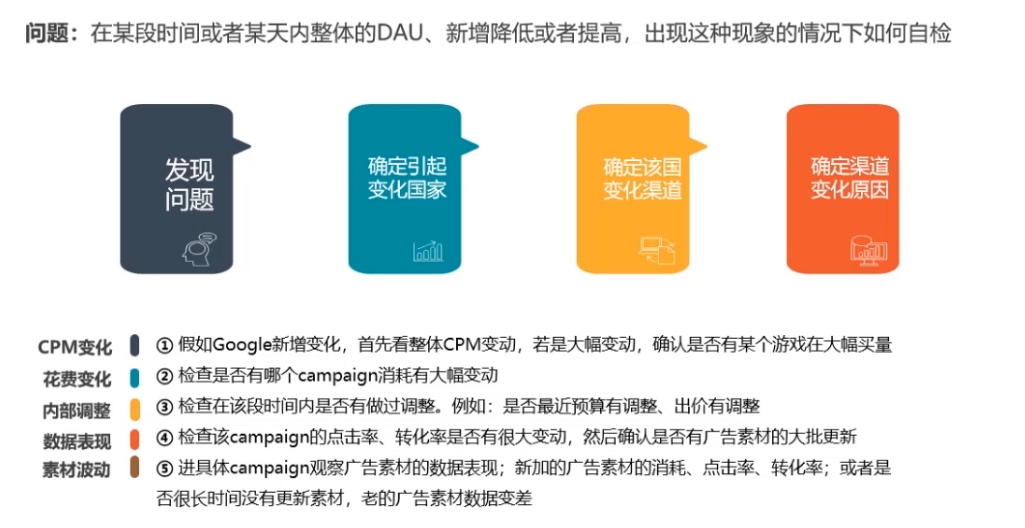 问题：在某段时间或者某天内整体的DAU、新增降低或者提高，出现这种现象的情况下如何自检
发现
问题
确定引起
变化国家
确定该国
变化渠道
确定渠道
变化原因
CPM变化 ① 假如Google新增变化，首先看整体CPM变动，若是大幅变动，确认是否有某个游戏在大幅买量
花费变化 ② 检查是否有哪个campaign消耗有大幅变动
内部调整 ③ 检查在该段时间内是否有做过调整。例如：是否最近预算有调整、出价有调整
数据表现 ④ 检查该campaign的点击率、转化率是否有很大变动，然后确认是否有广告素材的大批更新
素材波动 ⑤ 进具体campaign观察广告素材的数据表现；新加的广告素材的消耗、点击率、转化率；或者是
否很长时间没有更新素材，老的广告素材数据变差